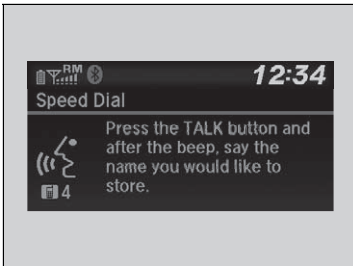 RM 12:34
Speed Dial
Press the TALK button and
after the beep, say the
name you would like to
4 store.